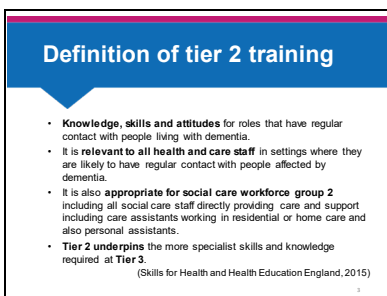 Definition of tier 2 training
• Knowledge, skills and attitudes for roles that have regular
contact with people living with dementia.
• It is relevant to all health and care staff in settings where they
are likely to have regular contact with people affected by
dementia.
• It is also appropriate for social care workforce group 2
including all social care staff directly providing care and support
including care assistants working in residential or home care and
also personal assistants.
• Tier 2 underpins the more specialist skills and knowledge
required at Tier 3.
(Skills for Health and Health Education England, 2015)